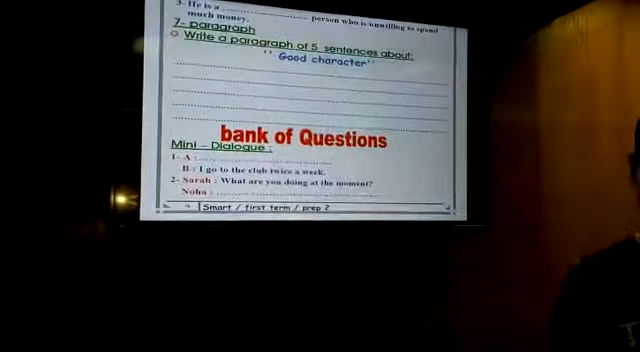 3- He is a ........................ person who is unwilling to spend
much money.
7- paragraph
Write a paragraph of 5 sentences about:
'' Good character''
bank of Questions
Mini - Dialogue :
1- A :........................................
B : I go to the club twice a week.
2- Sarah : What are you doing at the moment?
Noha : ........................................
Smart / first term / prep 2